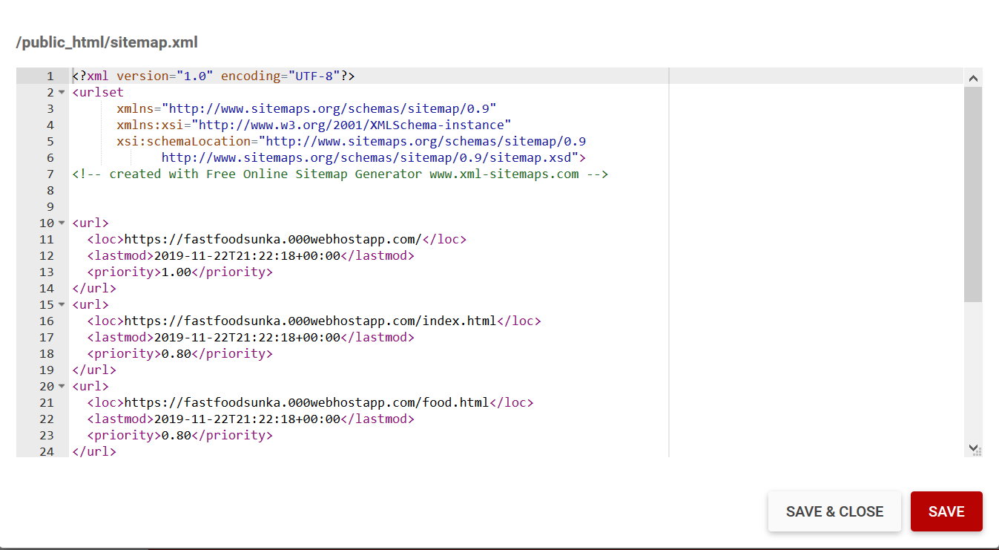 /public_html/sitemap.xml
1 <?xml version="1.0" encoding="UTF-8"?>
2 <urlset
3 xmlns="http://www.sitemaps.org/schemas/sitemap/0.9"
4 xmlns:xsi="http://www.w3.org/2001/XMLSchema-instance"
5 xsi:schemaLocation="http://www.sitemaps.org/schemas/sitemap/0.9
6 http://www.sitemaps.org/schemas/sitemap/0.9/sitemap.xsd">
7 <!-- created with Free Online Sitemap Generator www.xml-sitemaps.com -->
8
9
10 <url>
11 <loc>https://fastfoodsunka.000webhostapp.com/</loc>
12 <lastmod>2019-11-22T21:22:18+00:00</lastmod>
13 <priority>1.00</priority>
14 </url>
15 <url>
16 <loc>https://fastfoodsunka.000webhostapp.com/index.html</loc>
17 <lastmod>2019-11-22T21:22:18+00:00</lastmod>
18 <priority>0.80</priority>
19 </url>
20 <url>
21 <loc>https://fastfoodsunka.000webhostapp.com/food.html</loc>
22 <lastmod>2019-11-22T21:22:18+00:00</lastmod>
23 <priority>0.80</priority>
24 </url>
SAVE & CLOSE SAVE